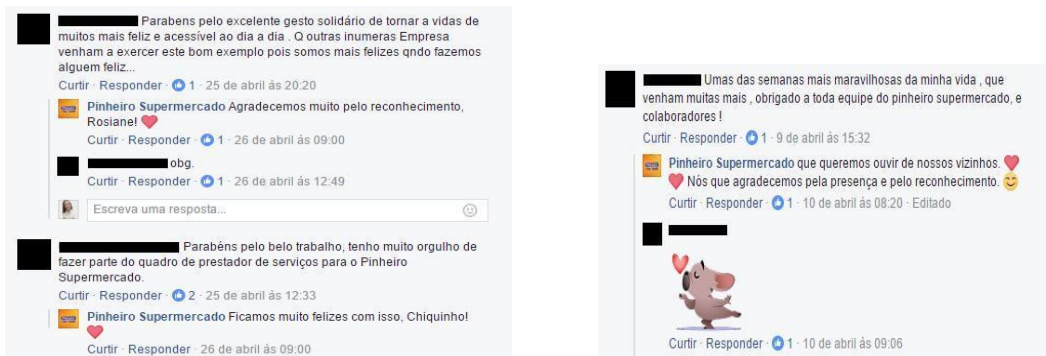 Parabens pelo excelente gesto solidário de tornar a vidas de
muitos mais feliz e acessível ao dia a dia . Q outras inumeras Empresa
venham a exercer este bom exemplo pois somos mais felizes qndo fazemos
alguem feliz...
Curtir · Responder · 1 · 25 de abril ás 20:20
Pinheiro Supermercado Agradecemos muito pelo reconhecimento,
Rosiane! ❤
Curtir · Responder · 1 · 26 de abril ás 09:00
obg.
Curtir · Responder · 1 · 26 de abril ás 12:49
Escreva uma resposta...
Parabéns pelo belo trabalho, tenho muito orgulho de
fazer parte do quadro de prestador de serviços para o Pinheiro
Supermercado.
Curtir · Responder · 2 · 25 de abril ás 12:33
Pinheiro Supermercado Ficamos muito felizes com isso, Chiquinho!
❤
Curtir · Responder · 26 de abril ás 09:00
Umas das semanas mais maravilhosas da minha vida , que
venham muitas mais , obrigado a toda equipe do pinheiro supermercado, e
colaboradores !
Curtir · Responder · 1 · 9 de abril ás 15:32
Pinheiro Supermercado que queremos ouvir de nossos vizinhos. ❤
❤ Nós que agradecemos pela presença e pelo reconhecimento. 😊
Curtir · Responder · 1 · 10 de abril ás 08:20 · Editado
Curtir · Responder · 1 · 10 de abril ás 09:06